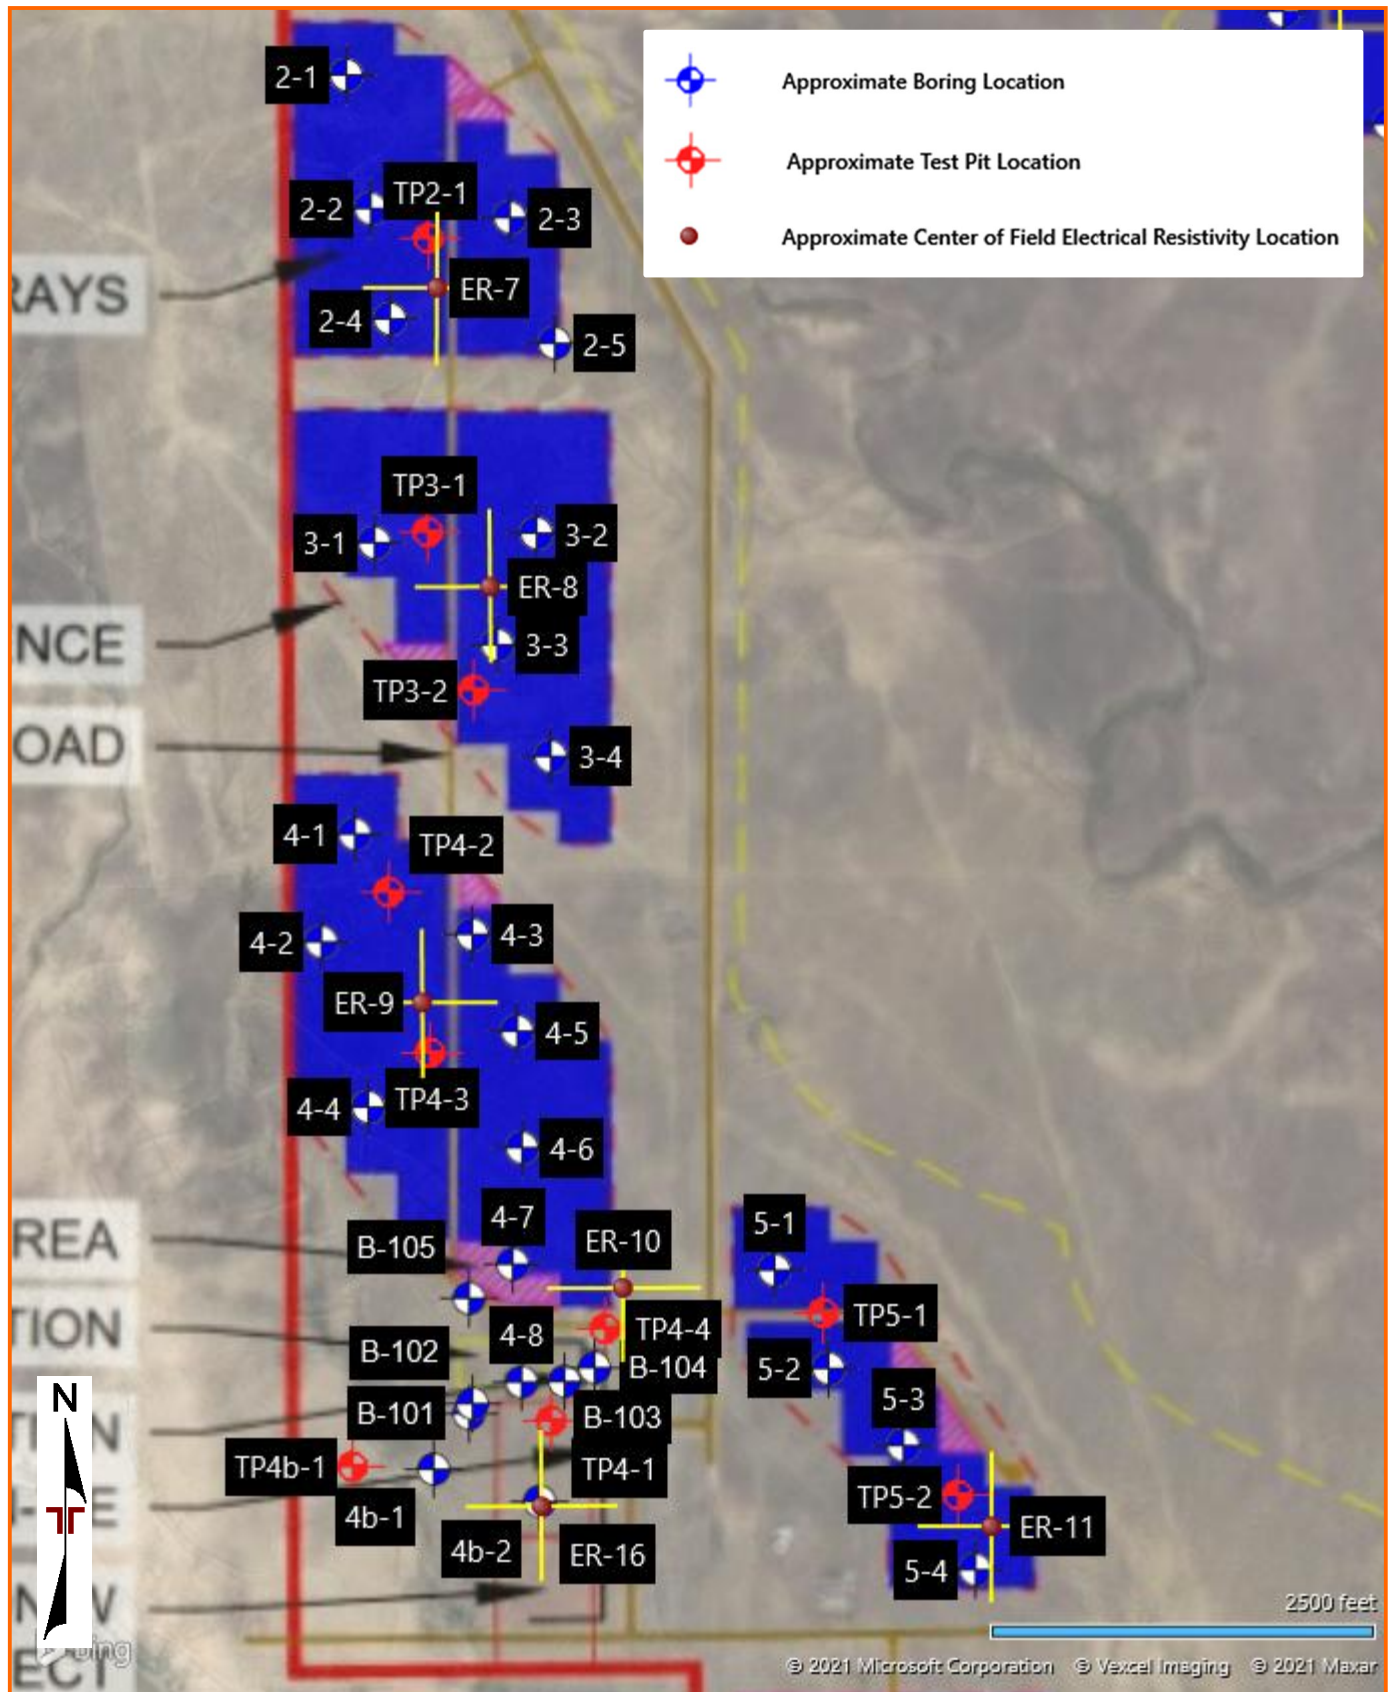 Approximate Boring Location
Approximate Test Pit Location
Approximate Center of Field Electrical Resistivity Location
2-1
TP2-1
2-2
2-3
RAYS
ER-7
2-4
2-5
TP3-1
3-1
3-2
ER-8
NCE
3-3
TP3-2
OAD
3-4
4-1
TP4-2
4-3
4-2
ER-9
4-5
TP4-3
4-4
4-6
4-7
5-1
REA
B-105
ER-10
TP5-1
TION
4-8
TP4-4
B-102
B-104
5-2
5-3
N
B-101
B-103
TP4b-1
TP4-1
TP5-2
4b-1
ER-11
4b-2
ER-16
5-4
2500 feet
ECT
bing
© 2021 Microsoft Corporation © Vexcel Imaging © 2021 Maxar